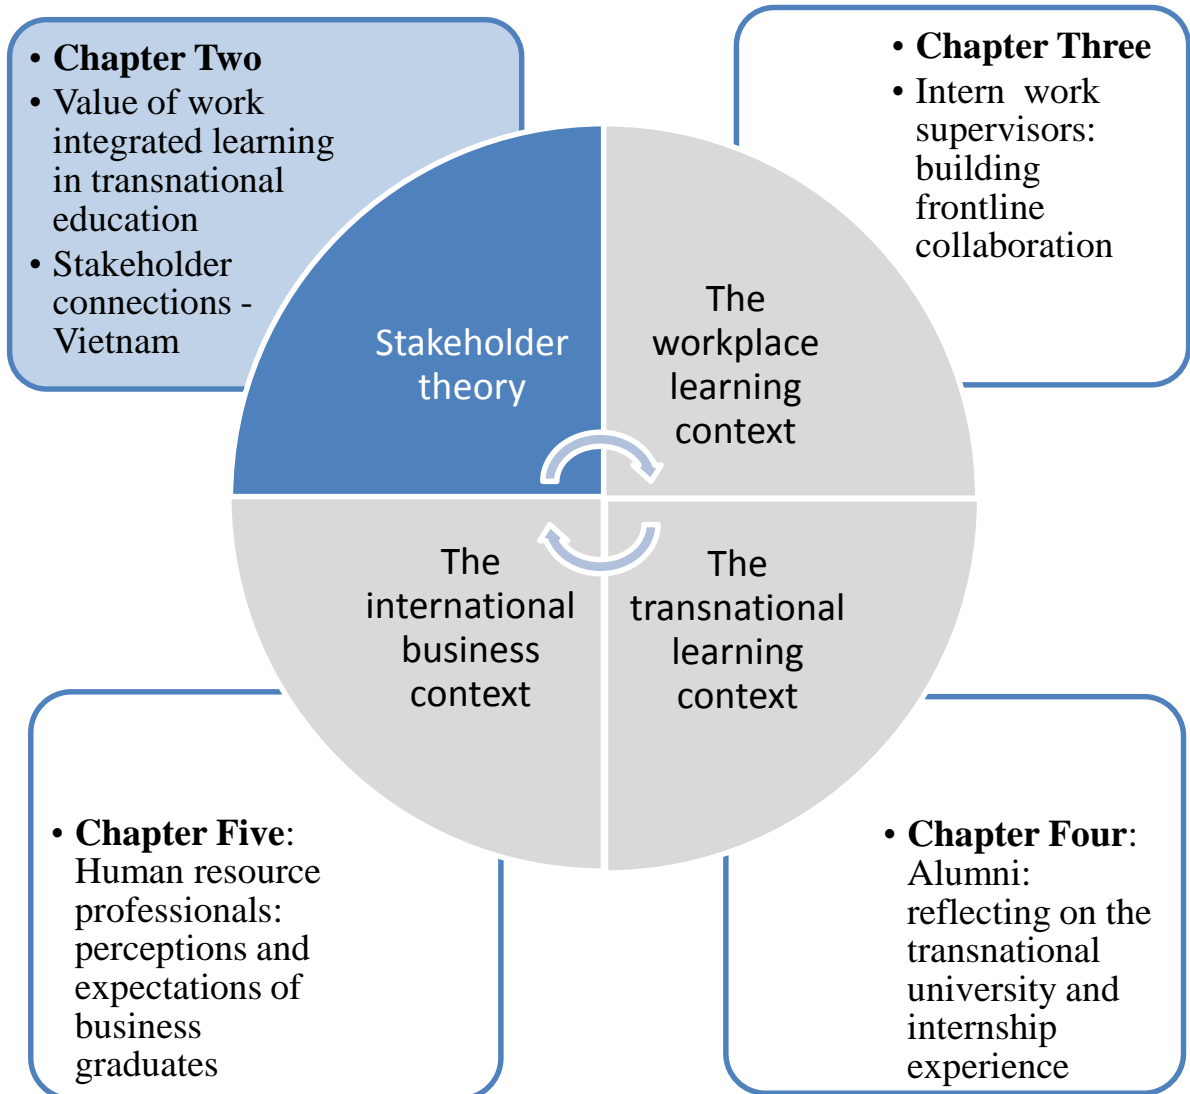 • Chapter Two
• Value of work
integrated learning
in transnational
education
• Stakeholder
connections -
Vietnam
• Chapter Three
• Intern work
supervisors:
building
frontline
collaboration
Stakeholder
theory
The
workplace
learning
context
The
international
business
context
The
transnational
learning
context
• Chapter Five:
Human resource
professionals:
perceptions and
expectations of
business
graduates
• Chapter Four:
Alumni:
reflecting on the
transnational
university and
internship
experience